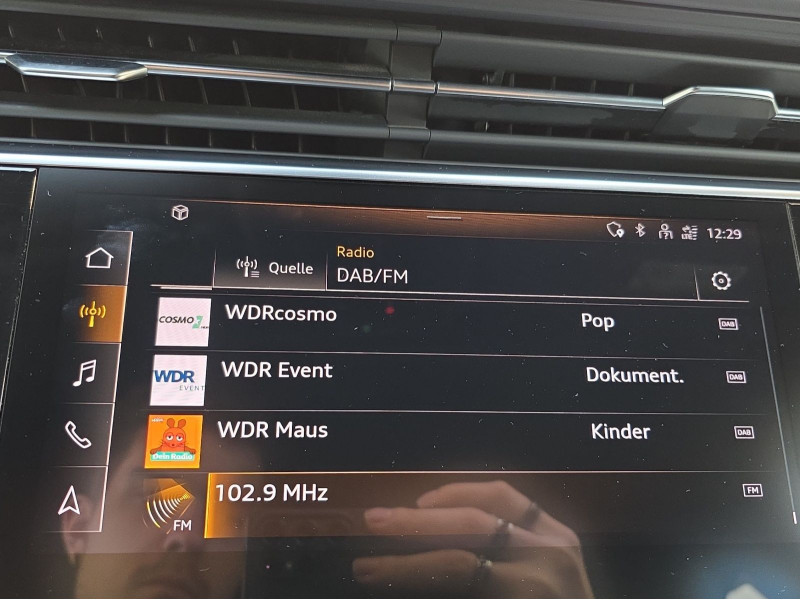 12:29
Radio
Quelle
DAB/FM
COSMO
WDRcosmo Pop DAB
WDR
EVENT
WDR Event Dokument. DAB
Dein Radio
WDR Maus Kinder DAB
102.9 MHz FM
FM